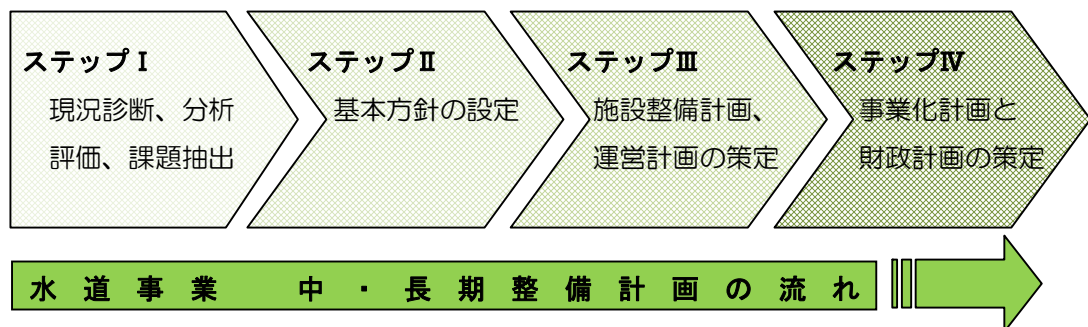 ステップⅠ
現況診断、分析
評価、課題抽出
ステップⅡ
基本方針の設定
ステップⅢ
施設整備計画、
運営計画の策定
ステップⅣ
事業化計画と
財政計画の策定
水道事業　中・長期整備計画の流れ